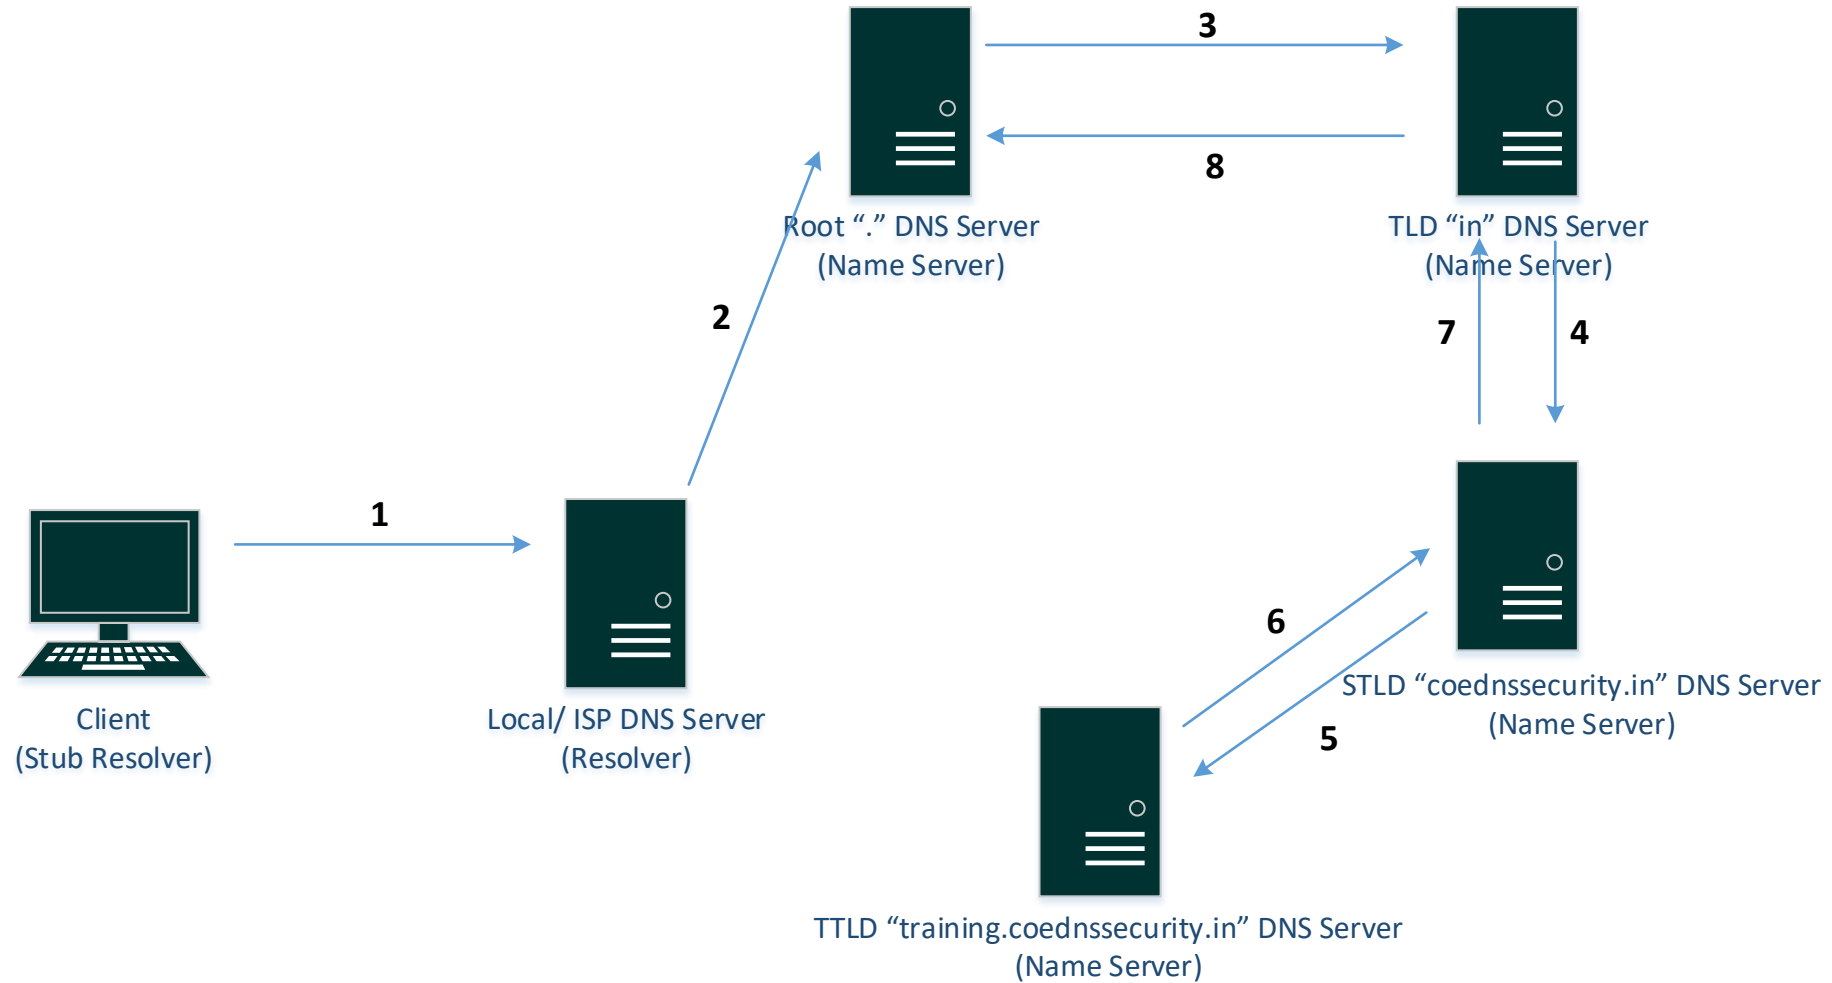 3
8
Root “.” DNS Server
(Name Server)
TLD “in” DNS Server
(Name Server)
2
7
4
1
6
5
Client
(Stub Resolver)
Local/ ISP DNS Server
(Resolver)
STLD “coednssecurity.in” DNS Server
(Name Server)
TTLD “training.coednssecurity.in” DNS Server
(Name Server)